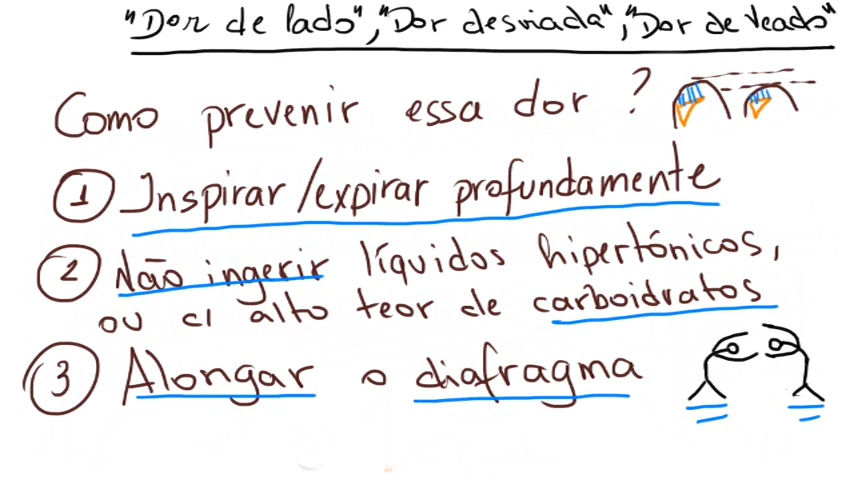 "Dor de lado", "Dor desviada", "Dor de veado"
Como prevenir essa dor ?
1 Inspirar/expirar profundamente
2 Não ingerir líquidos hipertónicos,
ou c/ alto teor de carboidratos
3 Alongar o diafragma